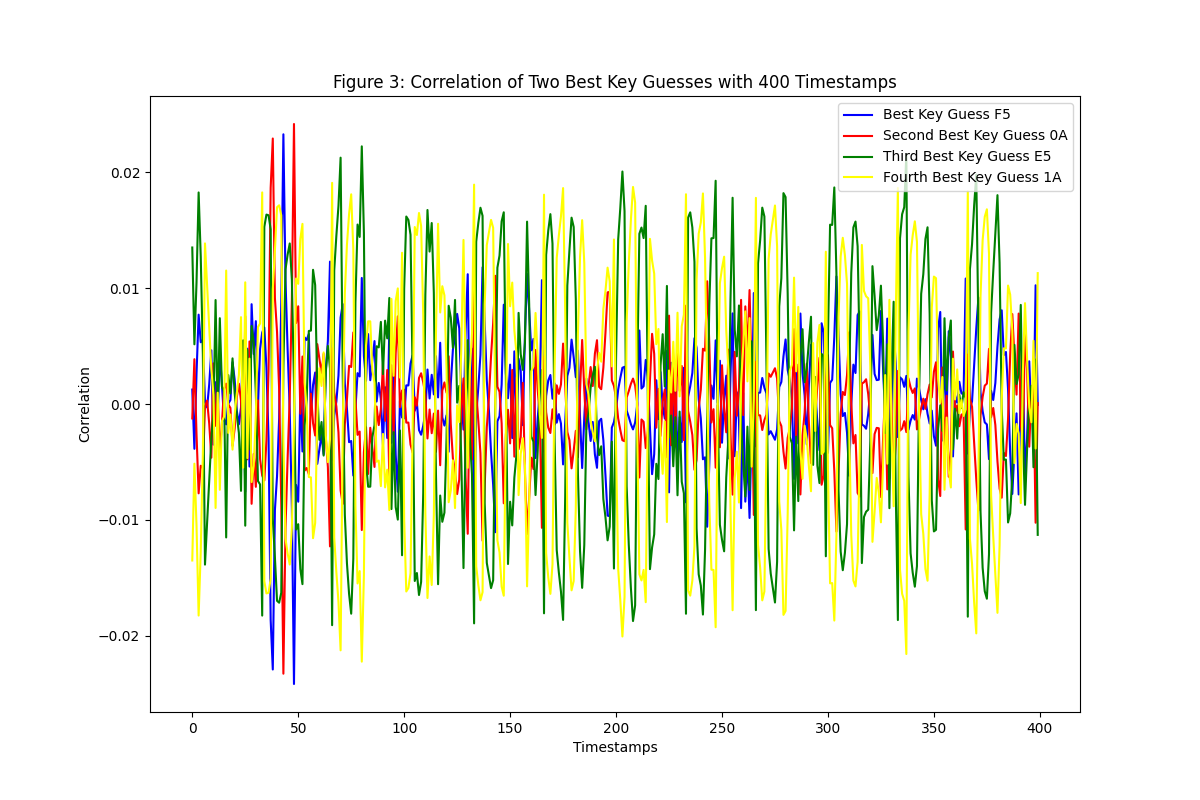 Figure 3: Correlation of Two Best Key Guesses with 400 Timestamps
Best Key Guess F5
Second Best Key Guess 0A
Third Best Key Guess E5
Fourth Best Key Guess 1A
0.02
0.01
0.00
−0.01
−0.02
Correlation
0 50 100 150 200 250 300 350 400
Timestamps